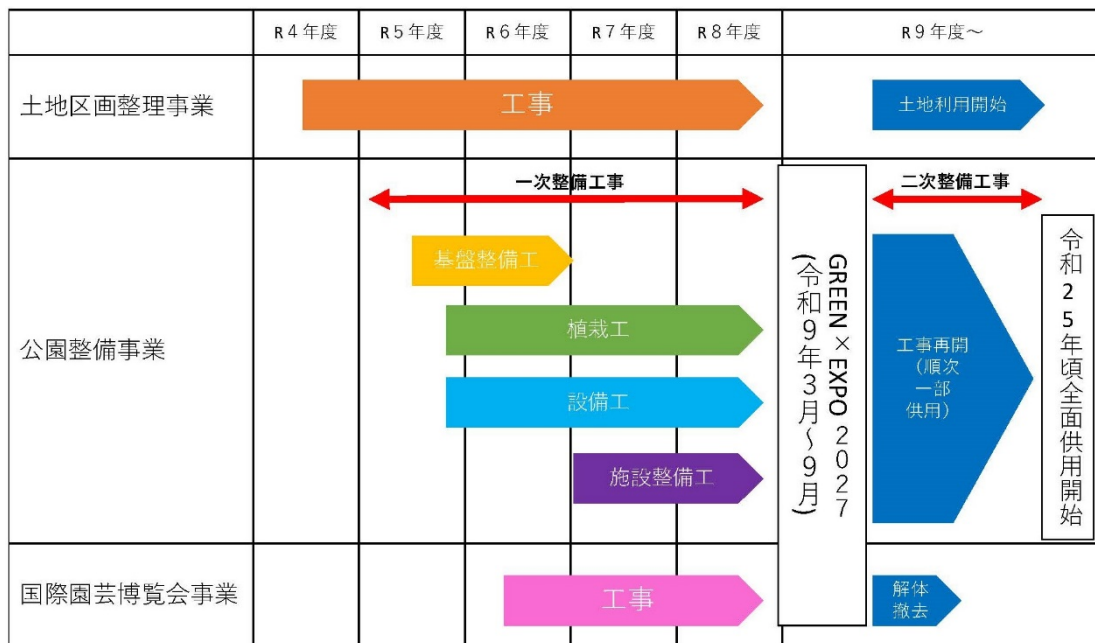 R4年度
R5年度
R6年度
R7年度
R8年度
R9年度～
土地区画整理事業
工事
土地利用開始
公園整備事業
一次整備工事
二次整備工事
基盤整備工
植栽工
設備工
施設整備工
GREEN×EXPO 2027
(令和9年3月～9月)
工事再開
（順次
一部
供用）
令和25年頃全面供用開始
国際園芸博覧会事業
工事
解体
撤去